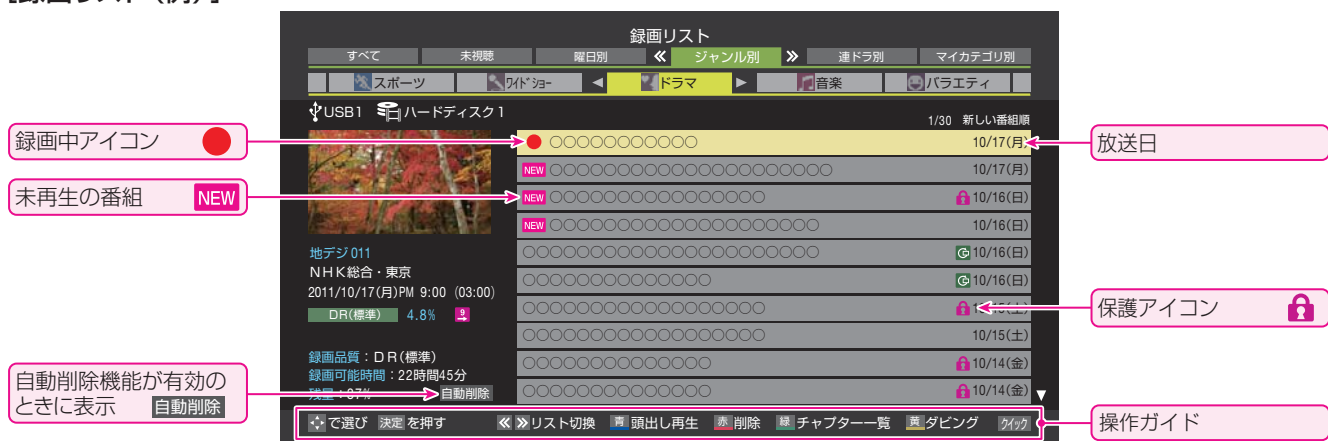 録画リスト
すべて 未視聴 曜日別 ≪ ジャンル別 ≫ 連ドラ別 マイカテゴリ別
スポーツ ワイドショー ◀ ドラマ ▶ 音楽 バラエティ
USB1 ハードディスク1
1/30 新しい番組順
録画中アイコン
○○○○○○○○○○○ 10/17(月)
放送日
NEW ○○○○○○○○○○○○○○○○○○○○○ 10/17(月)
未再生の番組 NEW
NEW ○○○○○○○○○○○○○○○○ 10/16(日)
NEW ○○○○○○○○○○○○○○○○○○○○ 10/16(日)
地デジ 011
○○○○○○○○○○○○○○○○○○○○○○ 10/16(日)
NHK総合・東京
○○○○○○○○○○○○○○ 10/16(日)
2011/10/17(月)PM 9:00 (03:00)
DR(標準) 4.8% 9
○○○○○○○○○○○○○○○○○○
保護アイコン
○○○○○○○○○○○○○○○○○○ 10/15(土)
録画品質：DR(標準)
○○○○○○○○○○○○○○ 10/14(金)
録画可能時間：22時間45分
自動削除
○○○○○○○○○○○○○○ 10/14(金)
自動削除機能が有効の
ときに表示 自動削除
で選び 決定 を押す ≪ ≫リスト切換 青 頭出し再生 赤 削除 緑 チャプター一覧 黄 ダビング クイック
操作ガイド